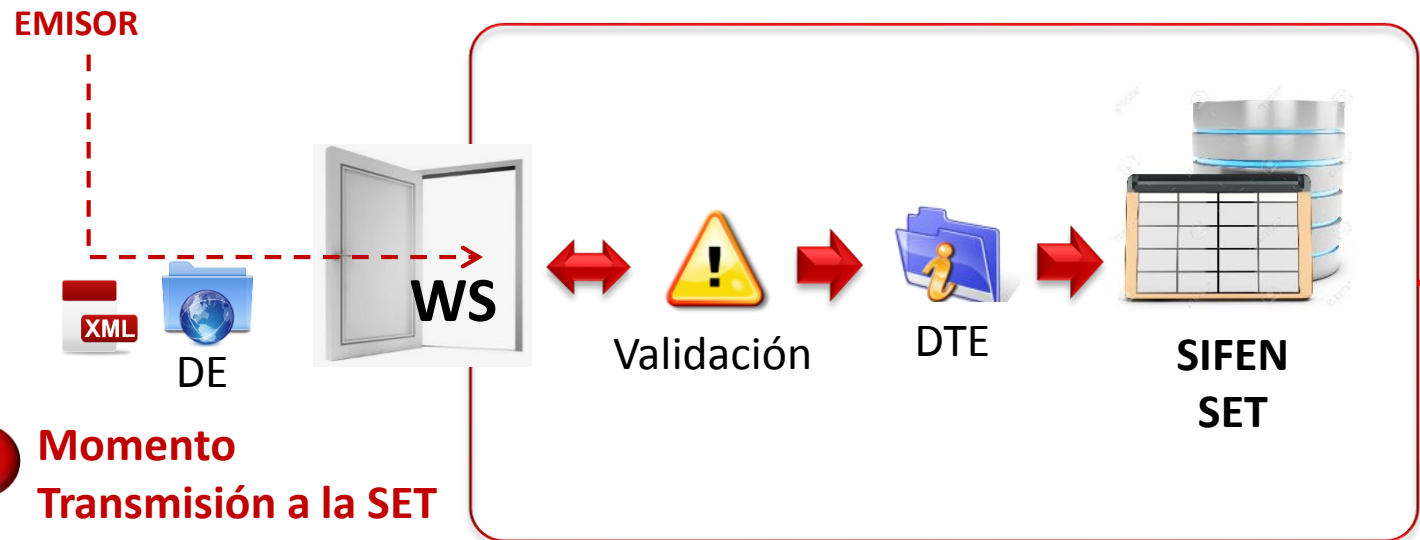 EMISOR
XML
DE
WS
Validación
DTE
SIFEN
SET
Momento
Transmisión a la SET